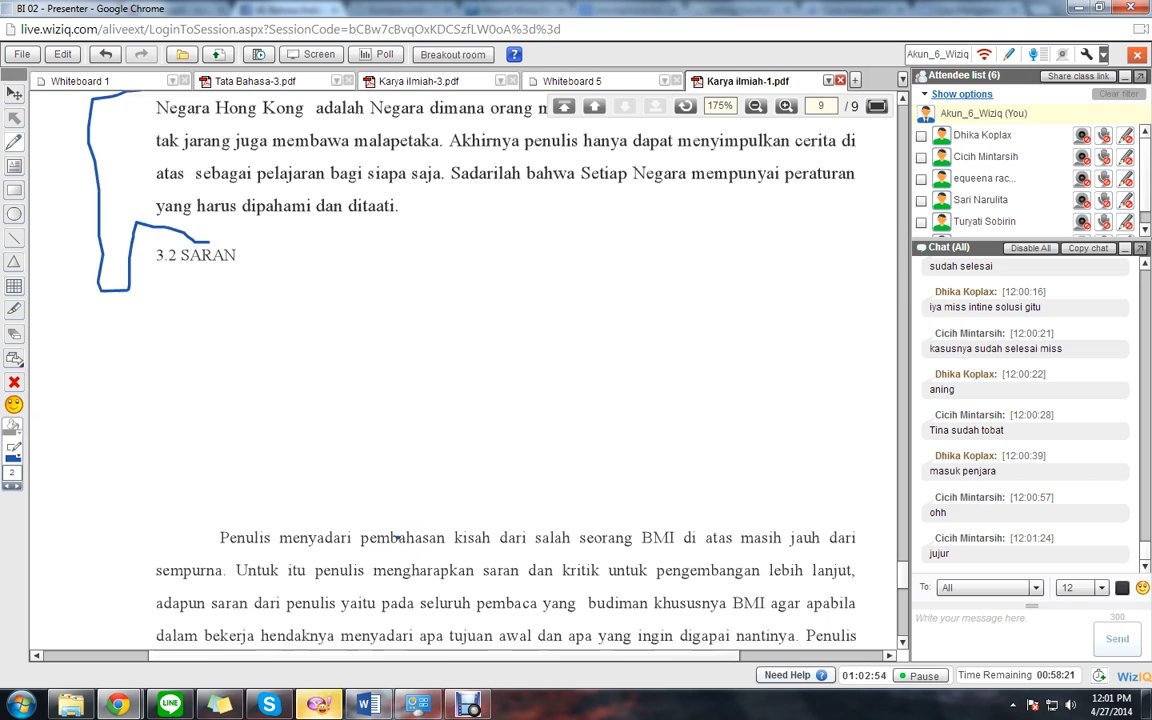 BI 02 - Google Chrome
live.wiziq.com/aliveext/LoginToSession.aspx?SessionCode=bCBw7cBvqOxKDCSzfLW0oA%3d%3d
File Edit Screen Poll Breakout room ?
Akun_6_Wiziq
Whiteboard 1 Tata Bahasa-3.pdf Karya ilmiah-3.pdf Whiteboard 5 Karya ilmiah-1.pdf
175% 9 / 9
Negara Hong Kong adalah Negara dimana orang
tak jarang juga membawa malapetaka. Akhirnya penulis hanya dapat menyimpulkan cerita di
atas sebagai pelajaran bagi siapa saja. Sadarilah bahwa Setiap Negara mempunyai peraturan
yang harus dipahami dan ditaati.
3.2 SARAN
Penulis menyadari pembahasan kisah dari salah seorang BMI di atas masih jauh dari
sempurna. Untuk itu penulis mengharapkan saran dan kritik untuk pengembangan lebih lanjut,
adapun saran dari penulis yaitu pada seluruh pembaca yang budiman khususnya BMI agar apabila
dalam bekerja hendaknya menyadari apa tujuan awal dan apa yang ingin digapai nantinya. Penulis
2
Attendee list (6) Share class link
Show options Clear filter
Akun_6_Wiziq (You)
Dhika Koplax
Cicih Mintarsih
equeena rac...
Sari Narulita
Turyati Sobirin
Chat (All) Disable All Copy chat
sudah selesai
Dhika Koplax: [12:00:16]
iya miss intine solusi gitu
Cicih Mintarsih: [12:00:21]
kasusnya sudah selesai miss
Dhika Koplax: [12:00:22]
aning
Cicih Mintarsih: [12:00:28]
Tina sudah tobat
Dhika Koplax: [12:00:39]
masuk penjara
Cicih Mintarsih: [12:00:57]
ohh
Cicih Mintarsih: [12:01:24]
jujur
To: All 12
Write your message here. 300
Send
Need Help ? 01:02:54 Pause Time Remaining 00:58:21 WizIQ
12:01 PM
4/27/2014